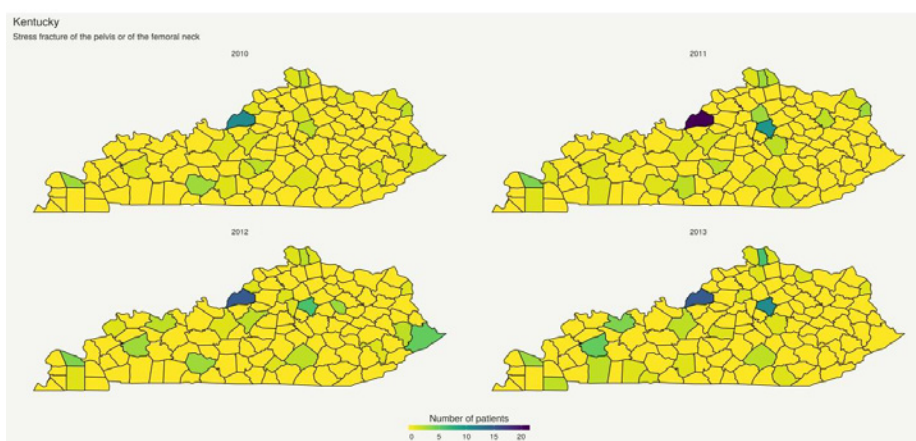 Kentucky
Stress fracture of the pelvis or of the femoral neck
2010
2011
2012
2013
Number of patients
0 5 10 15 20